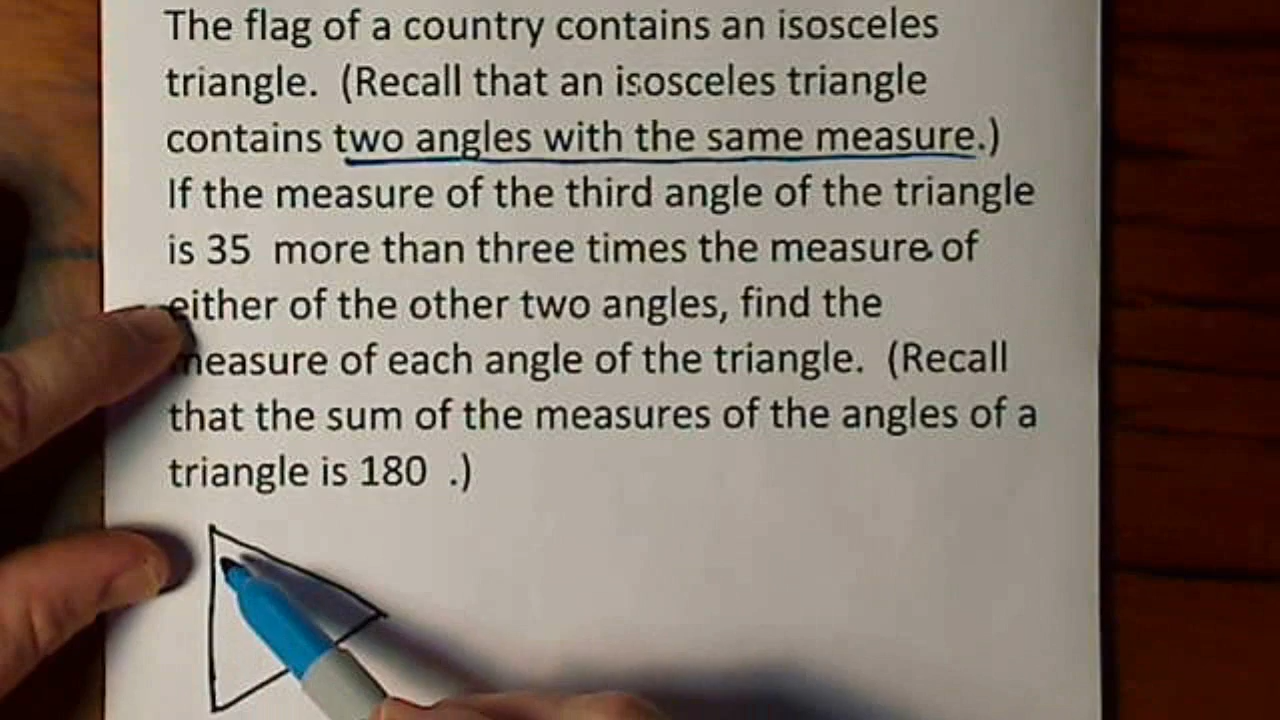 The flag of a country contains an isosceles
triangle. (Recall that an isosceles triangle
contains two angles with the same measure.)
If the measure of the third angle of the triangle
is 35 more than three times the measure of
either of the other two angles, find the
measure of each angle of the triangle. (Recall
that the sum of the measures of the angles of a
triangle is 180 .)